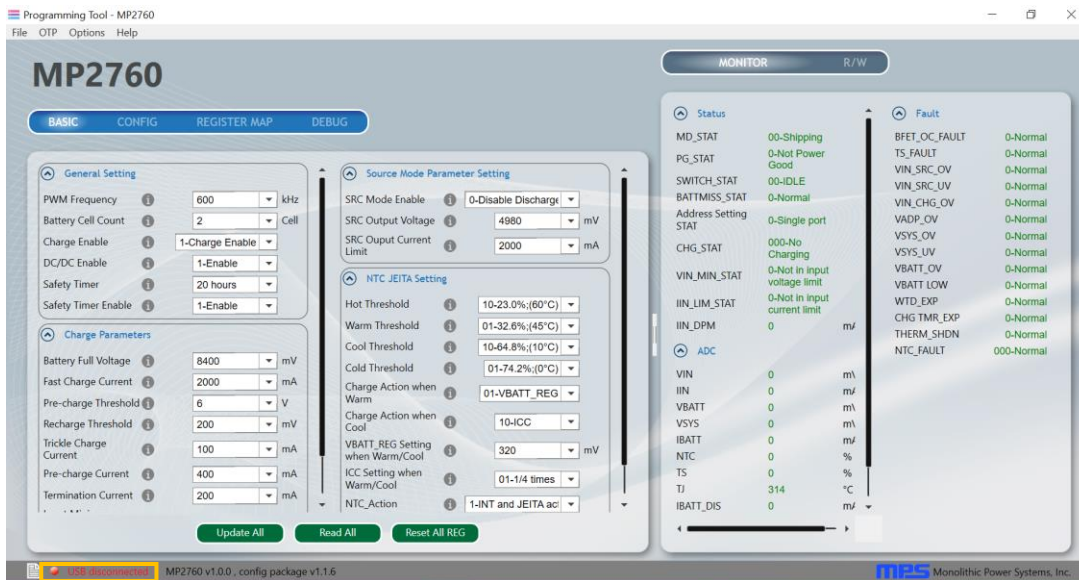 Programming Tool - MP2760
File OTP Options Help
MP2760
MONITOR R/W
BASIC CONFIG REGISTER MAP DEBUG
General Setting
PWM Frequency 600 kHz
Battery Cell Count 2 Cell
Charge Enable 1-Charge Enable
DC/DC Enable 1-Enable
Safety Timer 20 hours
Safety Timer Enable 1-Enable
Charge Parameters
Battery Full Voltage 8400 mV
Fast Charge Current 2000 mA
Pre-charge Threshold 6 V
Recharge Threshold 200 mV
Trickle Charge
Current 100 mA
Pre-charge Current 400 mA
Termination Current 200 mA
Source Mode Parameter Setting
SRC Mode Enable 0-Disable Discharge
SRC Output Voltage 4980 mV
SRC Ouput Current
Limit 2000 mA
NTC JEITA Setting
Hot Threshold 10-23.0%;(60°C)
Warm Threshold 01-32.6%;(45°C)
Cool Threshold 10-64.8%;(10°C)
Cold Threshold 01-74.2%;(0°C)
Charge Action when
Warm 01-VBATT_REG
Charge Action when
Cool 10-ICC
VBATT_REG Setting
when Warm/Cool 320 mV
ICC Setting when
Warm/Cool 01-1/4 times
NTC_Action 1-INT and JEITA acl
Update All Read All Reset All REG
Status
MD_STAT 00-Shipping
PG_STAT 0-Not Power
Good
SWITCH_STAT 00-IDLE
BATTMISS_STAT 0-Normal
Address Setting
STAT 0-Single port
CHG_STAT 000-No
Charging
VIN_MIN_STAT 0-Not in input
voltage limit
IIN_LIM_STAT 0-Not in input
current limit
IIN_DPM 0 m/
ADC
VIN 0 m\
IIN 0 m/
VBATT 0 m\
VSYS 0 m\
IBATT 0 m/
NTC 0 %
TS 0 %
TJ 314 °C
IBATT_DIS 0 m/
Fault
BFET_OC_FAULT 0-Normal
TS_FAULT 0-Normal
VIN_SRC_OV 0-Normal
VIN_SRC_UV 0-Normal
VIN_CHG_OV 0-Normal
VADP_OV 0-Normal
VSYS_OV 0-Normal
VSYS_UV 0-Normal
VBATT_OV 0-Normal
VBATT LOW 0-Normal
WTD_EXP 0-Normal
CHG TMR_EXP 0-Normal
THERM_SHDN 0-Normal
NTC_FAULT 000-Normal
USB disconnected MP2760 v1.0.0 , config package v1.1.6
mps Monolithic Power Systems, Inc.